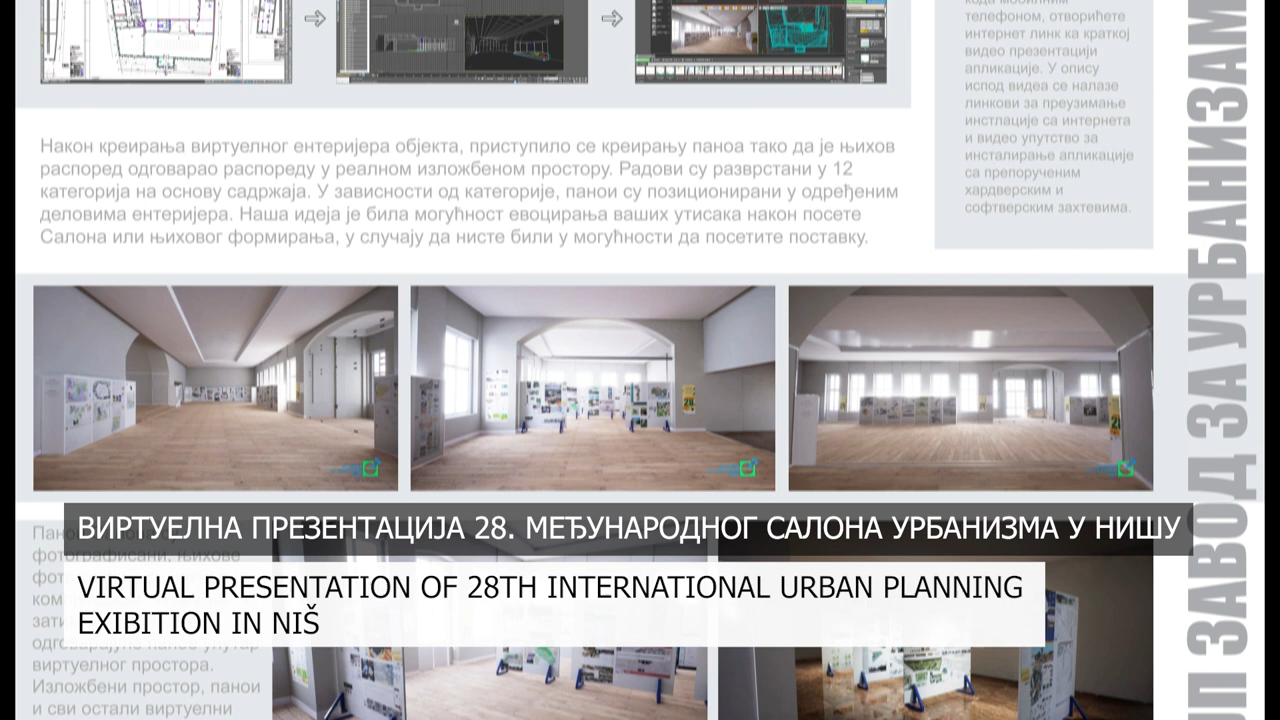 кода мобилним
телефоном, отворићете
интернет линк ка краткој
видео презентацији
апликације. У опису
испод видеа се налазе
линкови за преузимање
инстлације са интернета
и видео упутство за
инсталирање апликације
са препорученим
хардверским и
софтверским захтевима.
Након креирања виртуелног ентеријера објекта, приступило се креирању паноа тако да је њихов
распоред одговарао распореду у реалном изложбеном простору. Радови су разврстани у 12
категорија на основу садржаја. У зависности од категорије, панои су позиционирани у одређеним
деловима ентеријера. Наша идеја је била могућност евоцирања ваших утисака након посете
Салона или њиховог формирања, у случају да нисте били у могућности да посетите поставку.
ЗАВОД ЗА УРБАНИЗАМ
ВИРТУЕЛНА ПРЕЗЕНТАЦИЈА 28. МЕЂУНАРОДНОГ САЛОНА УРБАНИЗМА У НИШУ
VIRTUAL PRESENTATION OF 28TH INTERNATIONAL URBAN PLANNING
EXIBITION IN NIŠ
виртуелног простора.
Изложбени простор, панои
и сви остали виртуелни